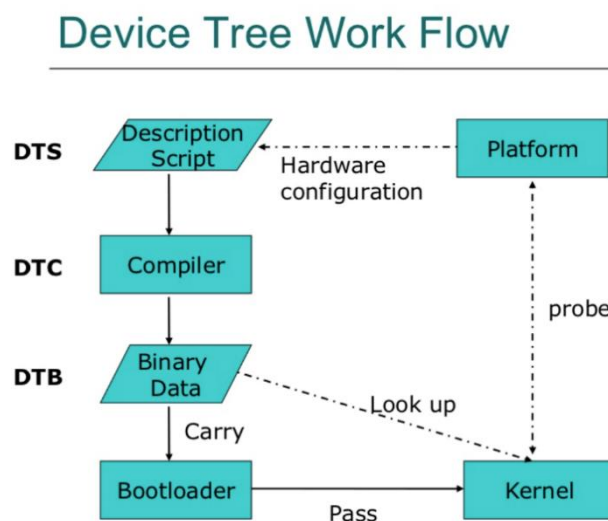 Device Tree Work Flow
DTS
Description
Script
Hardware
configuration
Platform
DTC
Compiler
probe
DTB
Binary
Data
Look up
Carry
Bootloader
Pass
Kernel